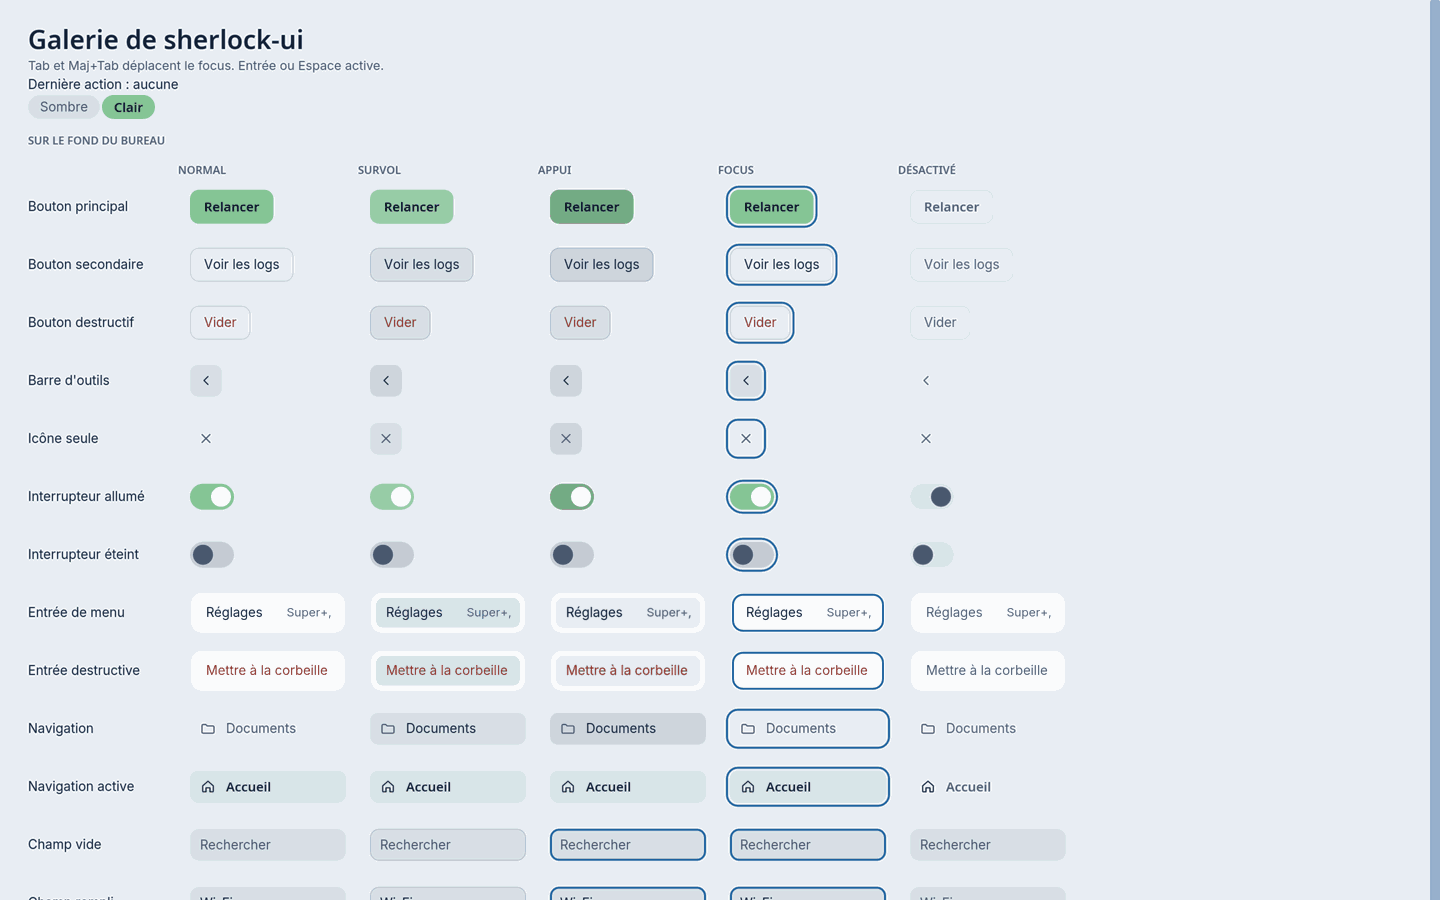 Galerie de sherlock-ui
Tab et Maj+Tab déplacent le focus. Entrée ou Espace active.
Dernière action : aucune
Sombre Clair
SUR LE FOND DU BUREAU
NORMAL SURVOL APPUI FOCUS DÉSACTIVÉ
Bouton principal Relancer Relancer Relancer Relancer Relancer
Bouton secondaire Voir les logs Voir les logs Voir les logs Voir les logs Voir les logs
Bouton destructif Vider Vider Vider Vider Vider
Barre d'outils
Icône seule
Interrupteur allumé
Interrupteur éteint
Entrée de menu Réglages Super+, Réglages Super+, Réglages Super+, Réglages Super+, Réglages Super+,
Entrée destructive Mettre à la corbeille Mettre à la corbeille Mettre à la corbeille Mettre à la corbeille Mettre à la corbeille
Navigation Documents Documents Documents Documents Documents
Navigation active Accueil Accueil Accueil Accueil Accueil
Champ vide Rechercher Rechercher Rechercher Rechercher Rechercher